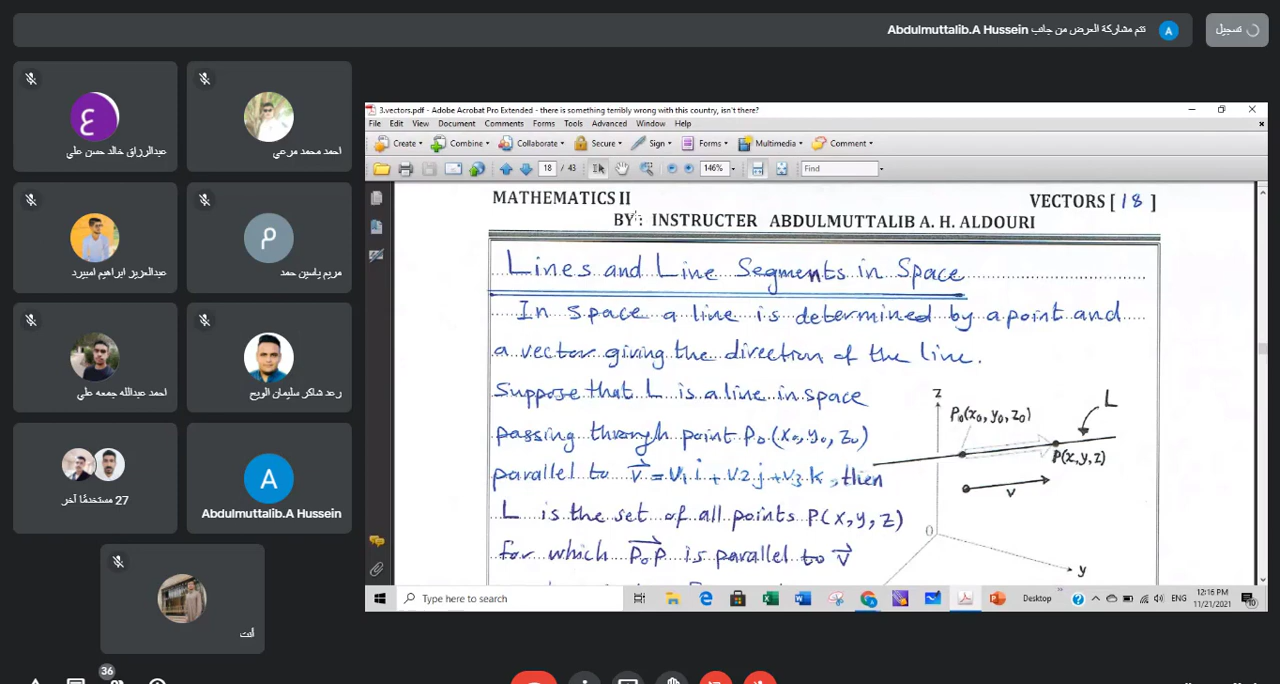 تتم مشاركة العرض من جانب Abdulmuttalib.A Hussein
A
تسجيل
ع
عبدالرزاق خالد حسن علي
احمد محمد مرعي
عبدالعزيز ابراهيم امبيرد
م
مريم ياسين حمد
احمد عبدالله جمعه علي
رعد شاكر سليمان الويح
27 مستخدمًا آخر
A
Abdulmuttalib.A Hussein
أنت
36
3.vectors.pdf - Adobe Acrobat Pro Extended - there is something terribly wrong with this country, isn't there?
File Edit View Document Comments Forms Tools Advanced Window Help
Create Combine Collaborate Secure Sign Forms Multimedia Comment
18 / 43 146% Find
MATHEMATICS II VECTORS [ 18 ]
BY : INSTRUCTER ABDULMUTTALIB A. H. ALDOURI
Lines and Line Segments in Space
In space a line is determined by a point and
a vector giving the direction of the line.
Suppose that L is a line in space
passing through point P₀(x₀,y₀,z₀)
parallel to v⃗ = v₁i + v2j + v3k, then
L is the set of all points P(x,y,z)
for which P₀P⃗ is parallel to v⃗
z
P₀(x₀,y₀,z₀)
L
P(x,y,z)
v
0
y
Type here to search
Desktop
ENG
12:16 PM
11/21/2021